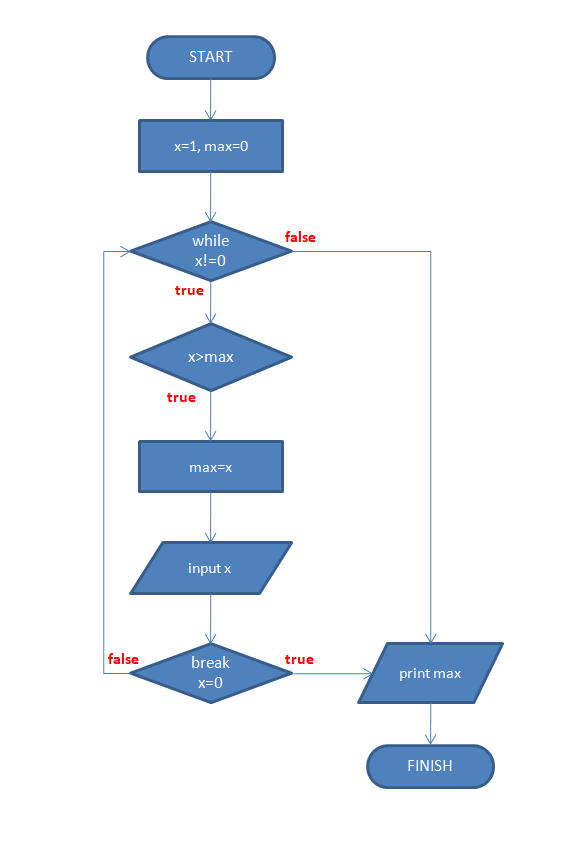 START
x=1, max=0
while
x!=0
false
true
x>max
true
max=x
input x
false
break
x=0
true
print max
FINISH